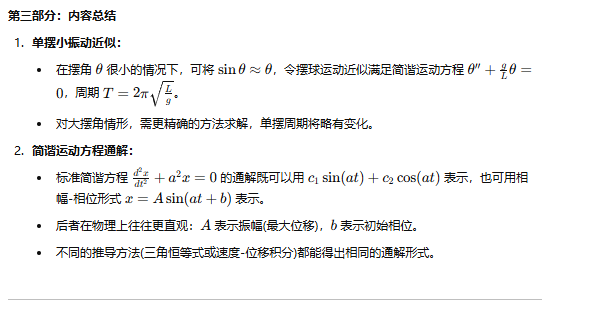 第三部分：内容总结
1. 单摆小振动近似：
• 在摆角 θ 很小的情况下，可将 sin θ ≈ θ，令摆球运动近似满足简谐运动方程 θ″ + g/L θ =
0，周期 T = 2π√(L/g)。
• 对大摆角情形，需更精确的方法求解，单摆周期将略有变化。
2. 简谐运动方程通解：
• 标准简谐方程 d²x/dt² + a²x = 0 的通解既可以用 c₁ sin(at) + c₂ cos(at) 表示，也可用相
幅-相位形式 x = A sin(at + b) 表示。
• 后者在物理上往往更直观：A 表示振幅(最大位移)，b 表示初始相位。
• 不同的推导方法(三角恒等式或速度-位移积分)都能得出相同的通解形式。